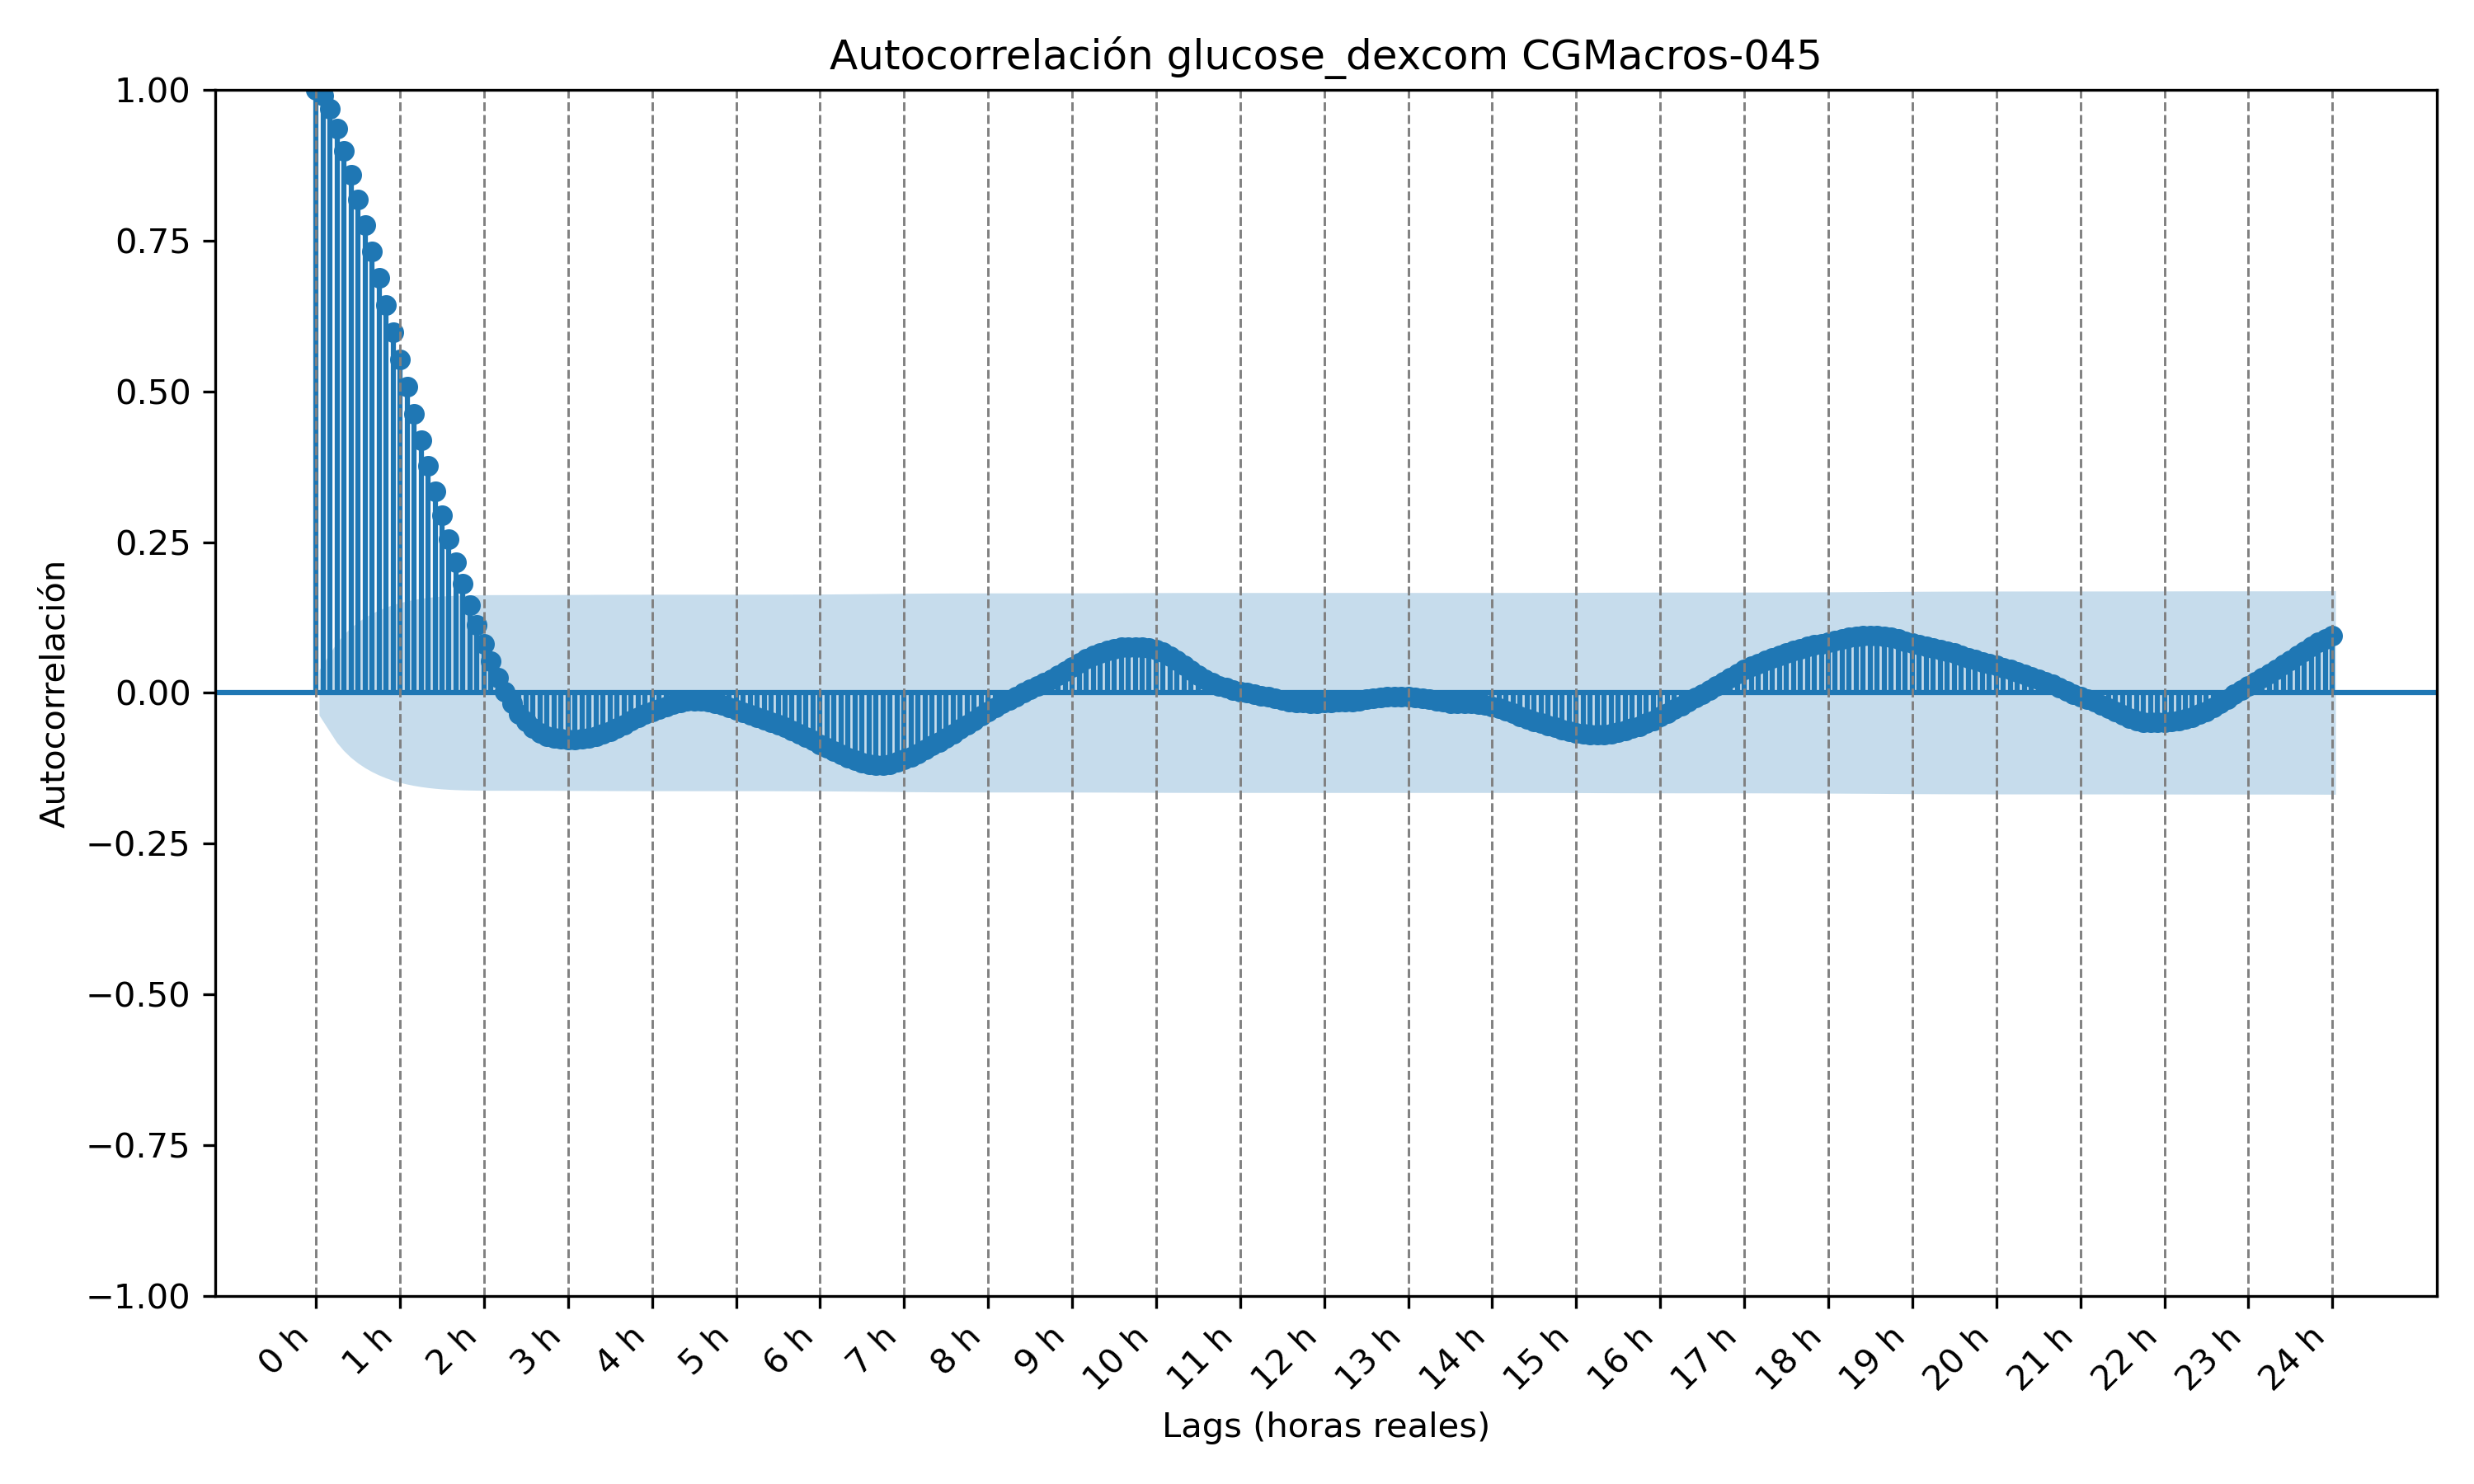 Autocorrelación glucose_dexcom CGMacros-045
1.00
0.75
0.50
0.25
0.00
−0.25
−0.50
−0.75
−1.00
Autocorrelación
0 h
1 h
2 h
3 h
4 h
5 h
6 h
7 h
8 h
9 h
10 h
11 h
12 h
13 h
14 h
15 h
16 h
17 h
18 h
19 h
20 h
21 h
22 h
23 h
24 h
Lags (horas reales)